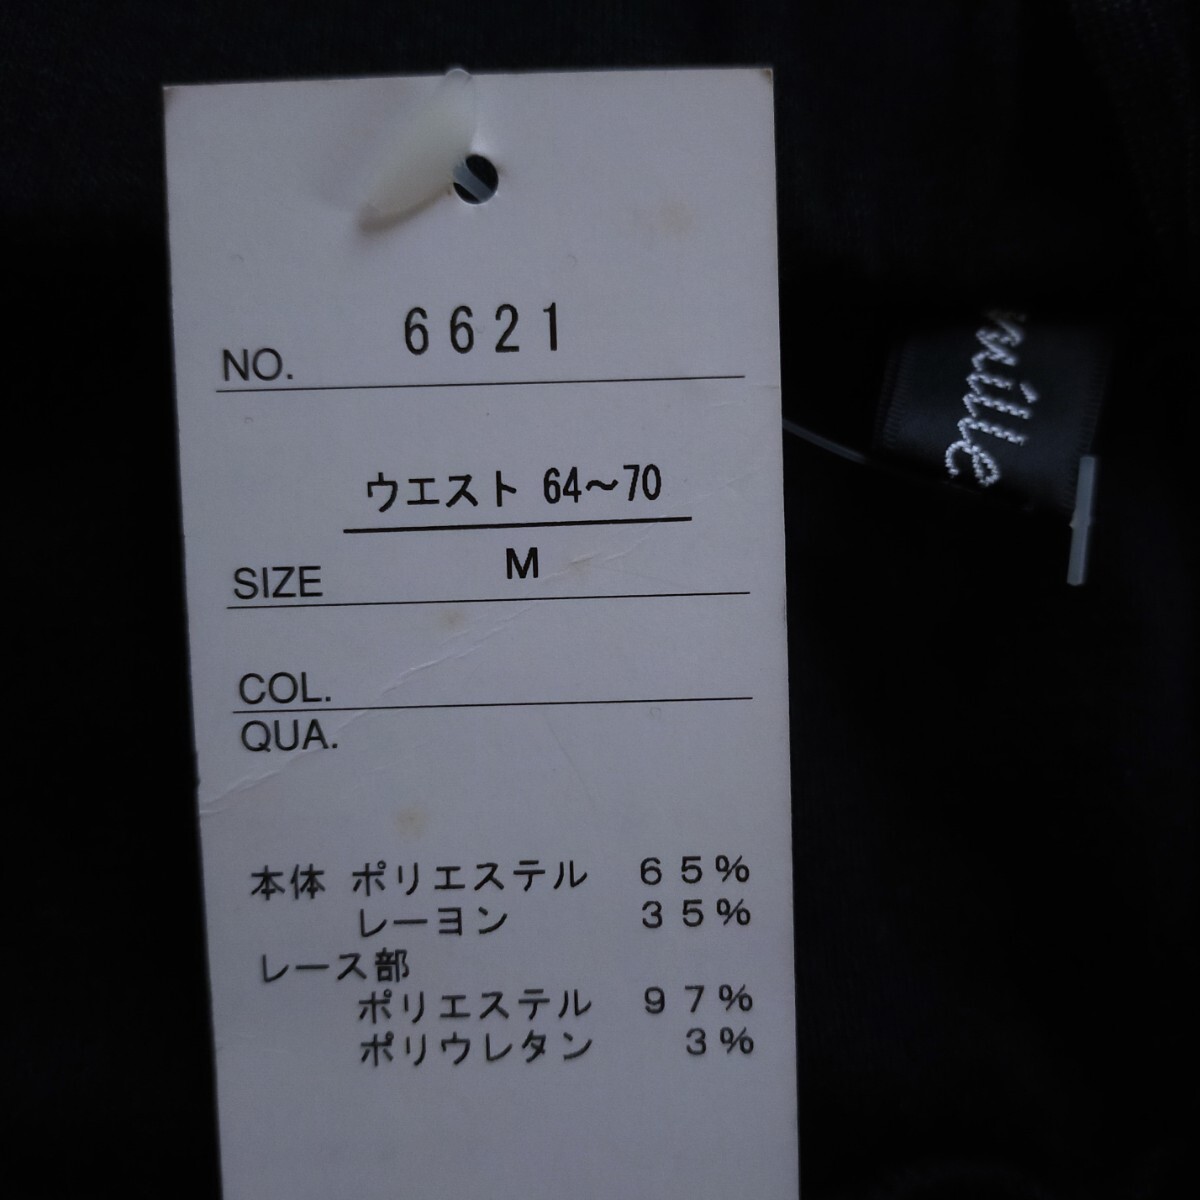 NO. 6621
ウエスト 64～70
SIZE M
COL.
QUA.
本体 ポリエステル 65%
レーヨン 35%
レース部
ポリエステル 97%
ポリウレタン 3%
mille